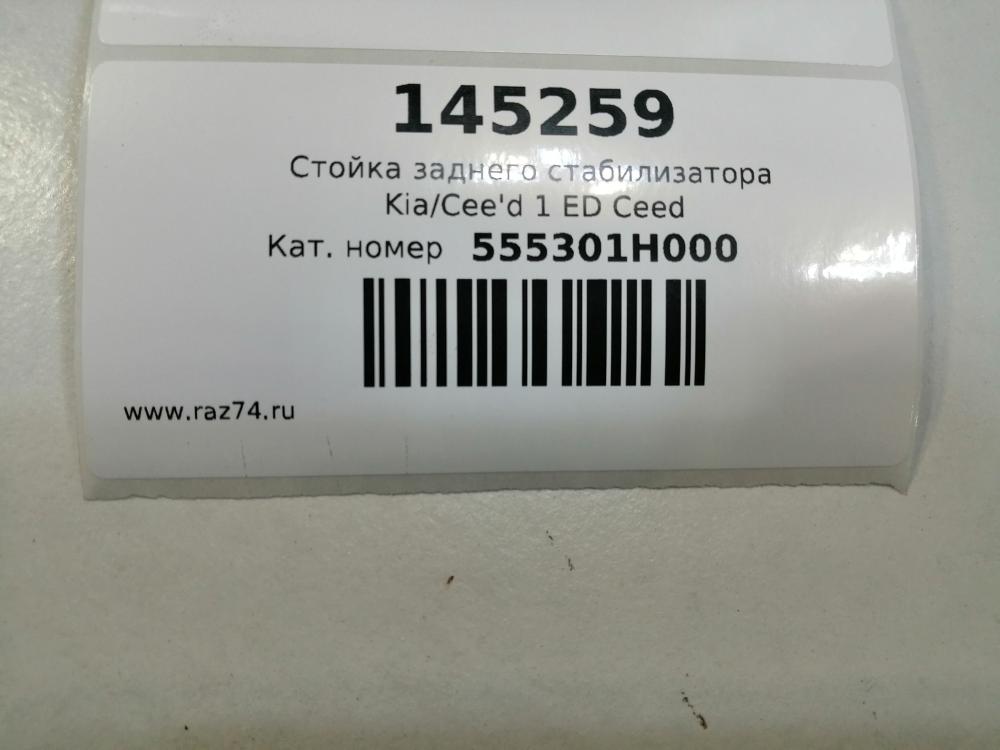 145259
Стойка заднего стабилизатора
Kia/Cee'd 1 ED Ceed
Кат. номер 555301H000
www.raz74.ru